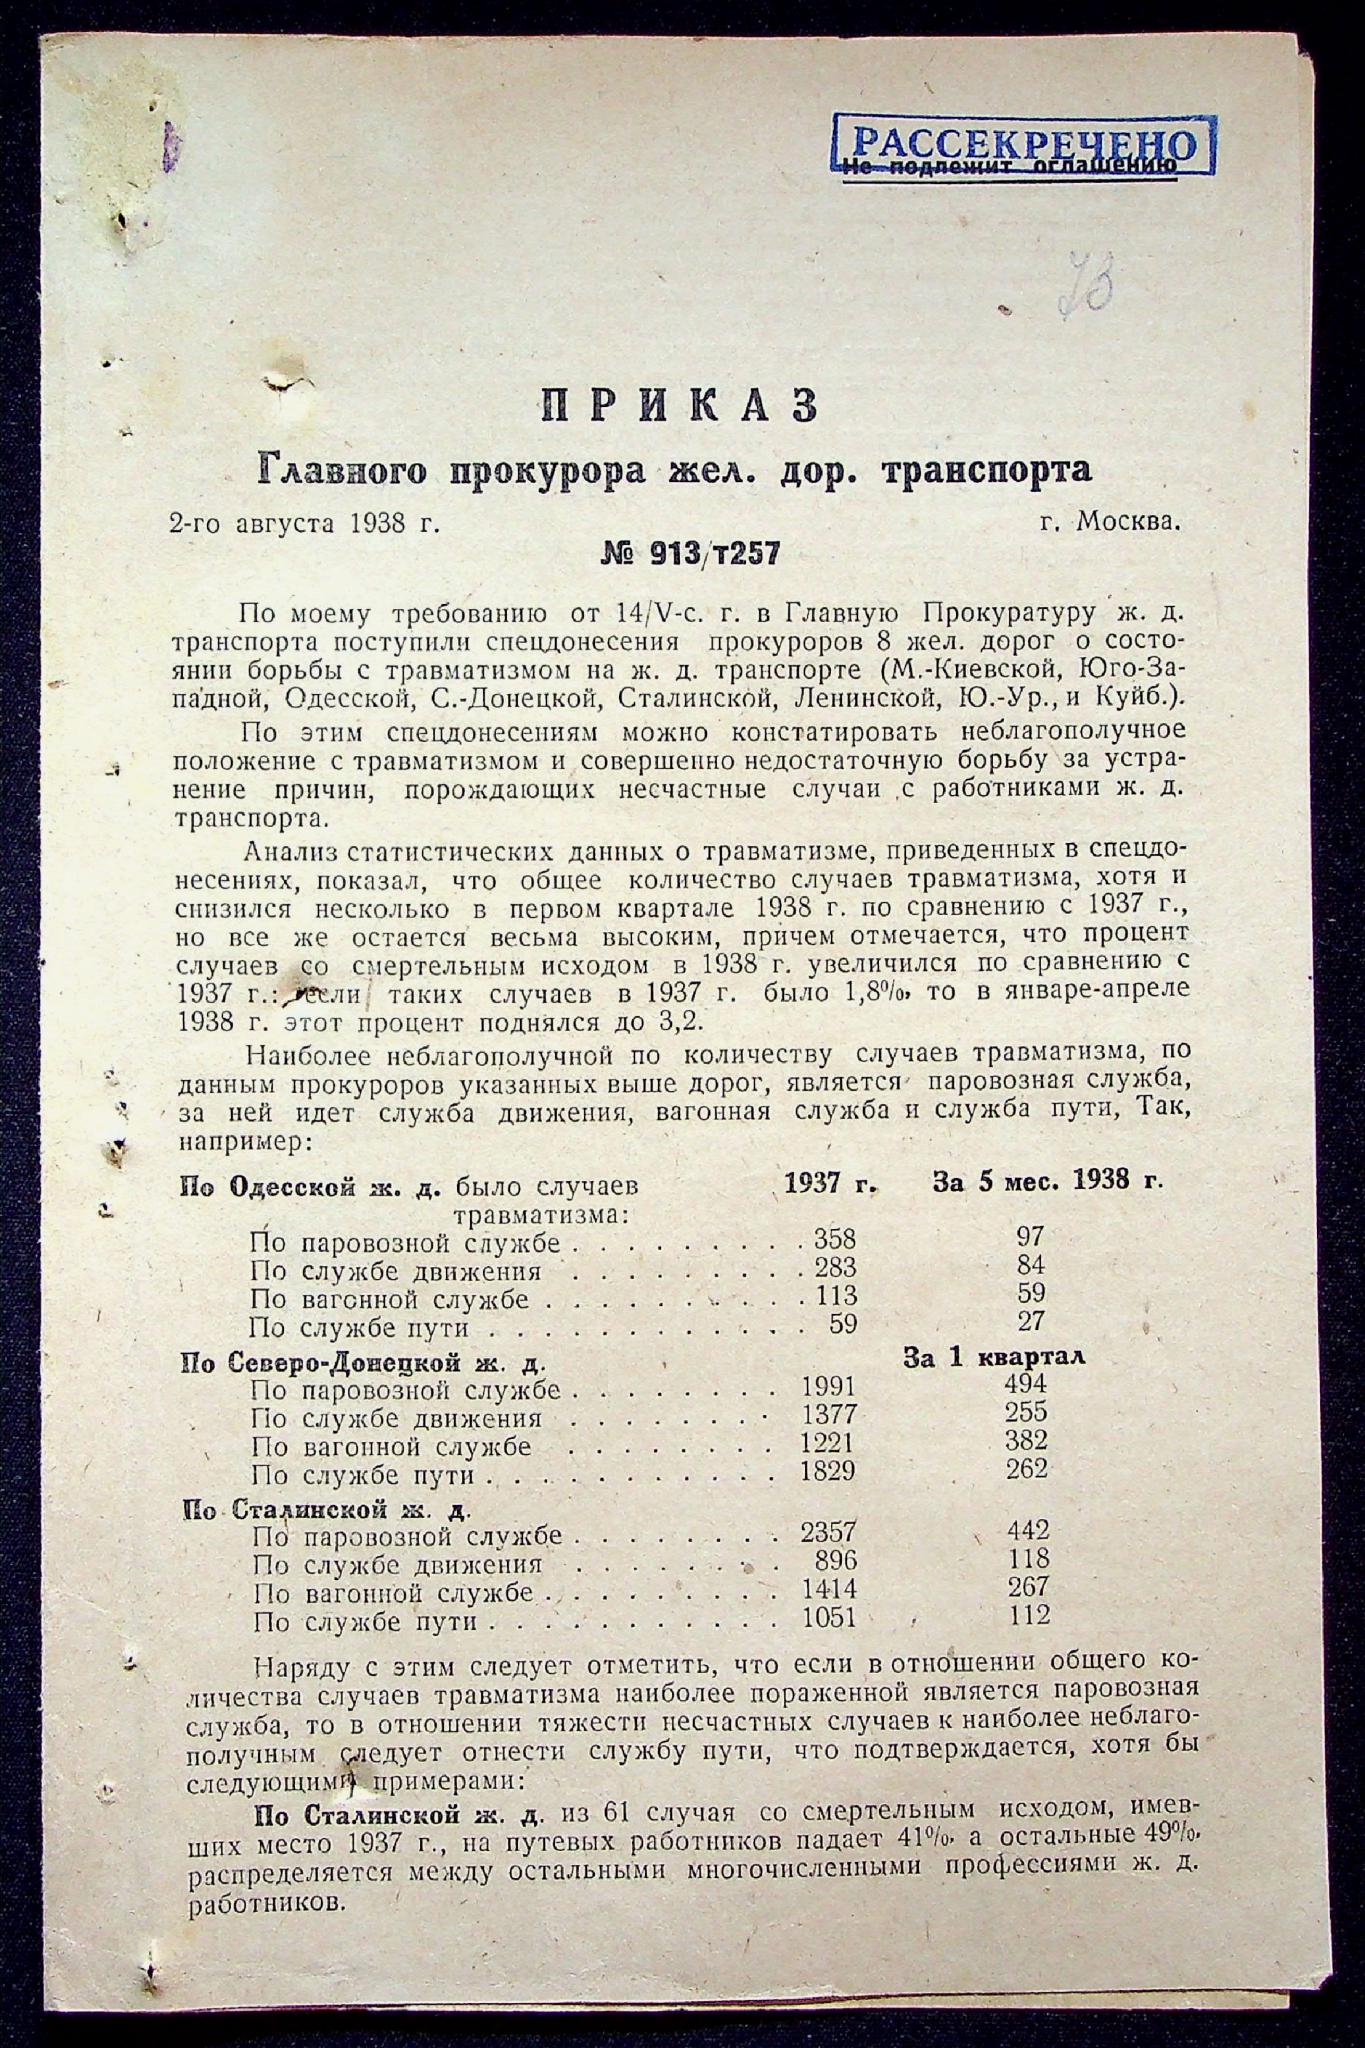 РАССЕКРЕЧЕНО
Не подлежит оглашению
73
ПРИКАЗ
Главного прокурора жел. дор. транспорта
2-го августа 1938 г. г. Москва.
№ 913/т257
По моему требованию от 14/V-с. г. в Главную Прокуратуру ж. д.
транспорта поступили спецдонесения прокуроров 8 жел. дорог о состо-
янии борьбы с травматизмом на ж. д. транспорте (М.-Киевской, Юго-За-
падной, Одесской, С.-Донецкой, Сталинской, Ленинской, Ю.-Ур., и Куйб.).
По этим спецдонесениям можно констатировать неблагополучное
положение с травматизмом и совершенно недостаточную борьбу за устра-
нение причин, порождающих несчастные случаи с работниками ж. д.
транспорта.
Анализ статистических данных о травматизме, приведенных в спецдо-
несениях, показал, что общее количество случаев травматизма, хотя и
снизился несколько в первом квартале 1938 г. по сравнению с 1937 г.,
но все же остается весьма высоким, причем отмечается, что процент
случаев со смертельным исходом в 1938 г. увеличился по сравнению с
1937 г.: если таких случаев в 1937 г. было 1,8%, то в январе-апреле
1938 г. этот процент поднялся до 3,2.
Наиболее неблагополучной по количеству случаев травматизма, по
данным прокуроров указанных выше дорог, является паровозная служба,
за ней идет служба движения, вагонная служба и служба пути, Так,
например:
По Одесской ж. д. было случаев 1937 г. За 5 мес. 1938 г.
травматизма:
По паровозной службе . . . . . . . . . 358 97
По службе движения . . . . . . . . . 283 84
По вагонной службе . . . . . . . . . . 113 59
По службе пути . . . . . . . . . . . . 59 27
По Северо-Донецкой ж. д. За 1 квартал
По паровозной службе . . . . . . . . 1991 494
По службе движения . . . . . . . . 1377 255
По вагонной службе . . . . . . . . 1221 382
По службе пути . . . . . . . . . . . 1829 262
По Сталинской ж. д.
По паровозной службе . . . . . . . . 2357 442
По службе движения . . . . . . . . 896 118
По вагонной службе . . . . . . . . . 1414 267
По службе пути . . . . . . . . . . . 1051 112
Наряду с этим следует отметить, что если в отношении общего ко-
личества случаев травматизма наиболее пораженной является паровозная
служба, то в отношении тяжести несчастных случаев к наиболее неблаго-
получным следует отнести службу пути, что подтверждается, хотя бы
следующими примерами:
По Сталинской ж. д. из 61 случая со смертельным исходом, имев-
ших место 1937 г., на путевых работников падает 41%, а остальные 49%,
распределяется между остальными многочисленными профессиями ж. д.
работников.